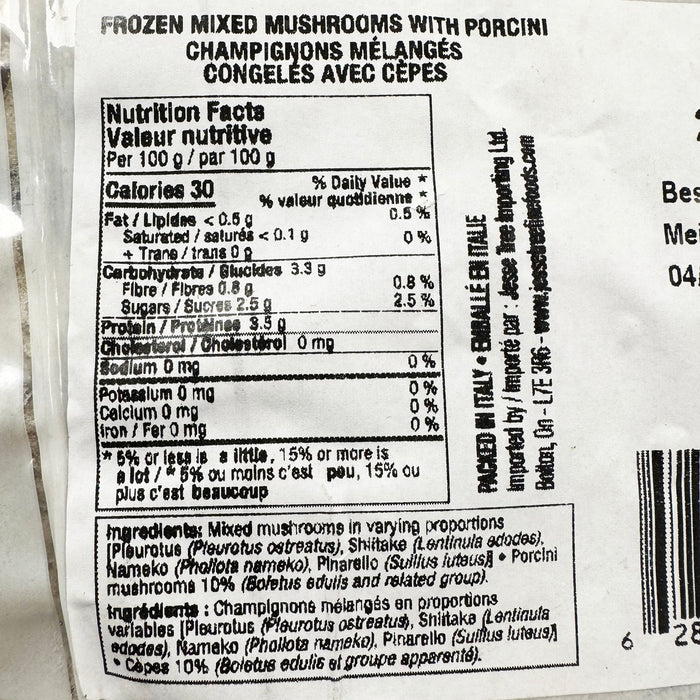 FROZEN MIXED MUSHROOMS WITH PORCINI
CHAMPIGNONS MÉLANGÉS
CONGELÉS AVEC CÈPES
Nutrition Facts
Valeur nutritive
Per 100 g / par 100 g
Calories 30
% Daily Value *
% valeur quotidienne *
Fat / Lipides < 0.5 g 0.5 %
Saturated / saturés < 0.1 g 0 %
+ Trans / trans 0 g
Carbohydrate / Glucides 3.3 g
Fibre / Fibres 0.8 g 0.8 %
Sugars / Sucres 2.5 g 2.5 %
Protein / Protéines 3.5 g
Cholesterol / Cholestérol 0 mg
Sodium 0 mg 0 %
Potassium 0 mg 0 %
Calcium 0 mg 0 %
Iron / Fer 0 mg 0 %
* 5% or less is a little, 15% or more is
a lot / * 5% ou moins c'est peu, 15% ou
plus c'est beaucoup
PACKED IN ITALY • EMBALLÉ EN ITALIE
Imported by / Importé par : Jesse Tree Importing Ltd.
Bolton, On - L7E 3R6 - www.jessetreefinefoods.com
Ingredients: Mixed mushrooms in varying proportions
[Pleurotus (Pleurotus ostreatus), Shiitake (Lentinula edodes),
Nameko (Pholiota nameko), Pinarello (Suillus luteus)] • Porcini
mushrooms 10% (Boletus edulis and related group).
Ingrédients : Champignons mélangés en proportions
variables [Pleurotus (Pleurotus ostreatus), Shiitake (Lentinula
edodes), Nameko (Pholiota nameko), Pinarello (Suillus luteus)]
• Cèpes 10% (Boletus edulis et groupe apparenté).
Bes
Mei
04
6 28